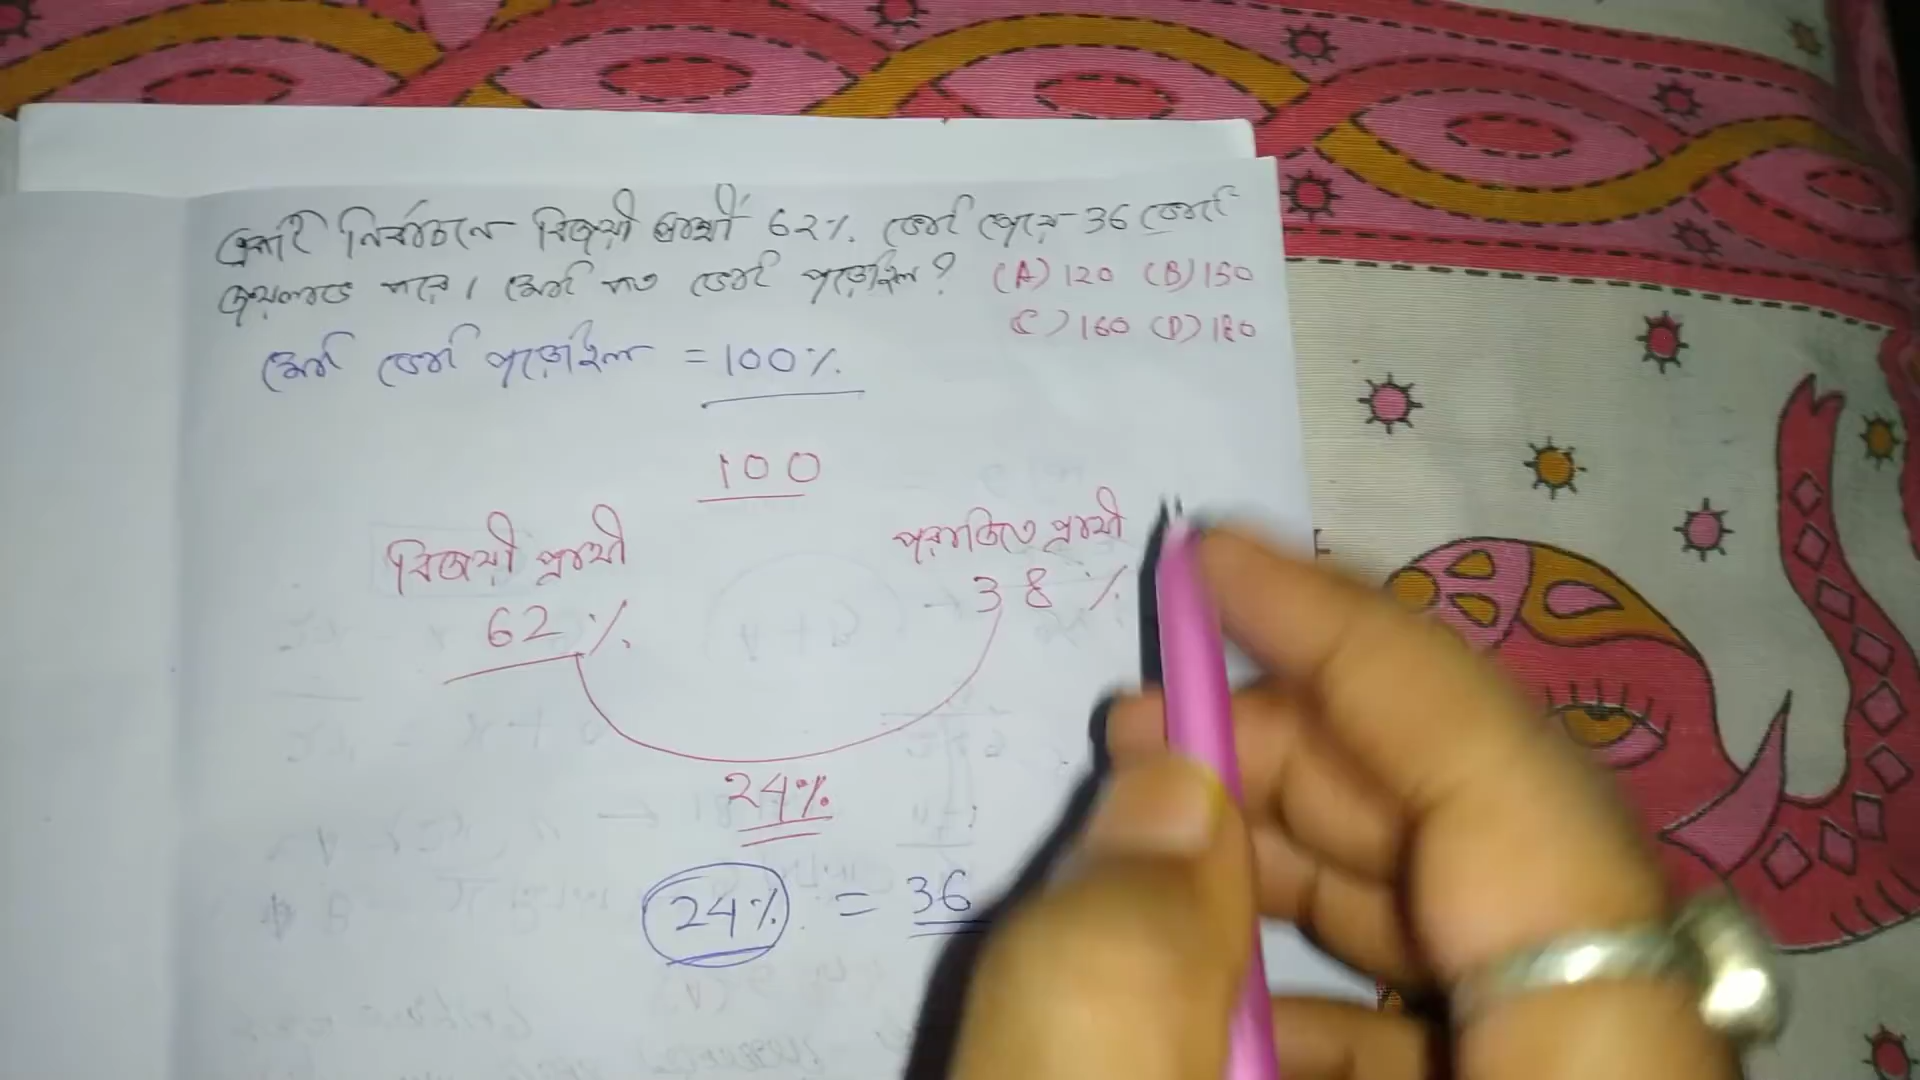 একটি নির্বাচনে বিজয়ী প্রার্থী 62% ভোট পেয়ে 36 ভোটে
জয়লাভ করে। মোট কত ভোট পড়েছিল? (A) 120 (B) 150
(C) 160 (D) 180
মোট ভোট পড়েছিল = 100%.
100
বিজয়ী প্রার্থী
পরাজিত প্রার্থী
62%.
38%.
24%
24% = 36